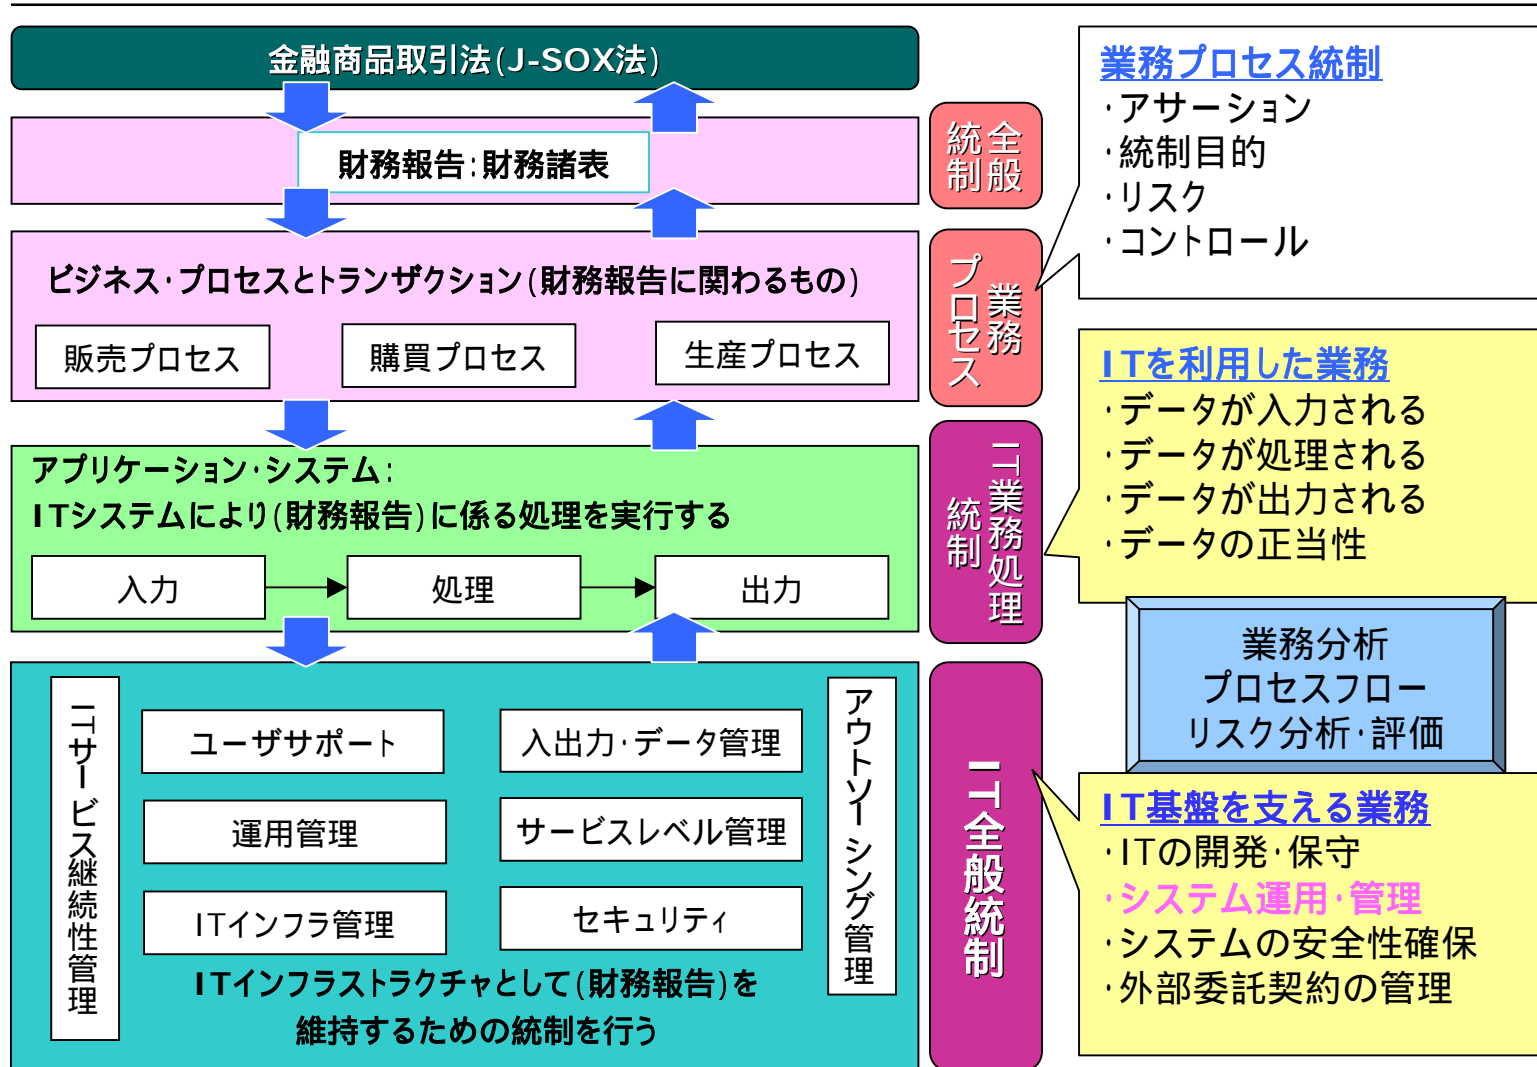 金融商品取引法(J-SOX法)
財務報告:財務諸表
全般
統制
ビジネス・プロセスとトランザクション(財務報告に関わるもの)
販売プロセス
購買プロセス
生産プロセス
業務
プロセス
アプリケーション・システム:
ITシステムにより(財務報告)に係る処理を実行する
入力
処理
出力
IT業務処理
統制
ITサービス継続性管理
ユーザサポート
入出力・データ管理
運用管理
サービスレベル管理
ITインフラ管理
セキュリティ
アウトソーシング管理
ITインフラストラクチャとして(財務報告)を
維持するための統制を行う
IT全般統制
業務プロセス統制
・アサーション
・統制目的
・リスク
・コントロール
ITを利用した業務
・データが入力される
・データが処理される
・データが出力される
・データの正当性
業務分析
プロセスフロー
リスク分析・評価
IT基盤を支える業務
・ITの開発・保守
・システム運用・管理
・システムの安全性確保
・外部委託契約の管理